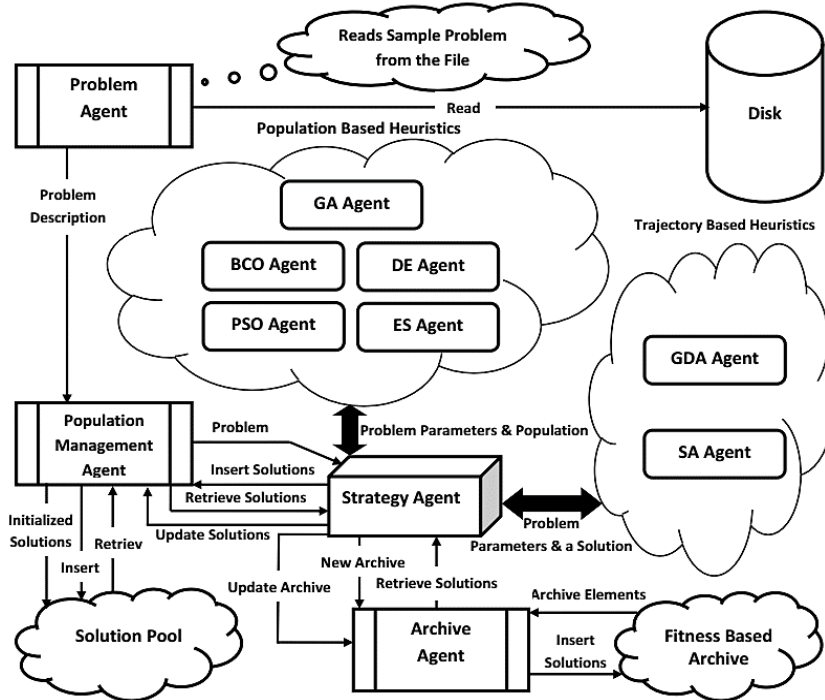 Reads Sample Problem
from the File
Problem
Agent
Read
Disk
Population Based Heuristics
Problem
Description
GA Agent
BCO Agent
DE Agent
PSO Agent
ES Agent
Trajectory Based Heuristics
GDA Agent
SA Agent
Population
Management
Agent
Problem
Problem Parameters & Population
Insert Solutions
Retrieve Solutions
Update Solutions
Strategy Agent
Problem
Parameters & a Solution
Initialized
Solutions
Insert
Retriev
Solution Pool
New Archive
Update Archive
Retrieve Solutions
Archive
Agent
Archive Elements
Insert
Solutions
Fitness Based
Archive